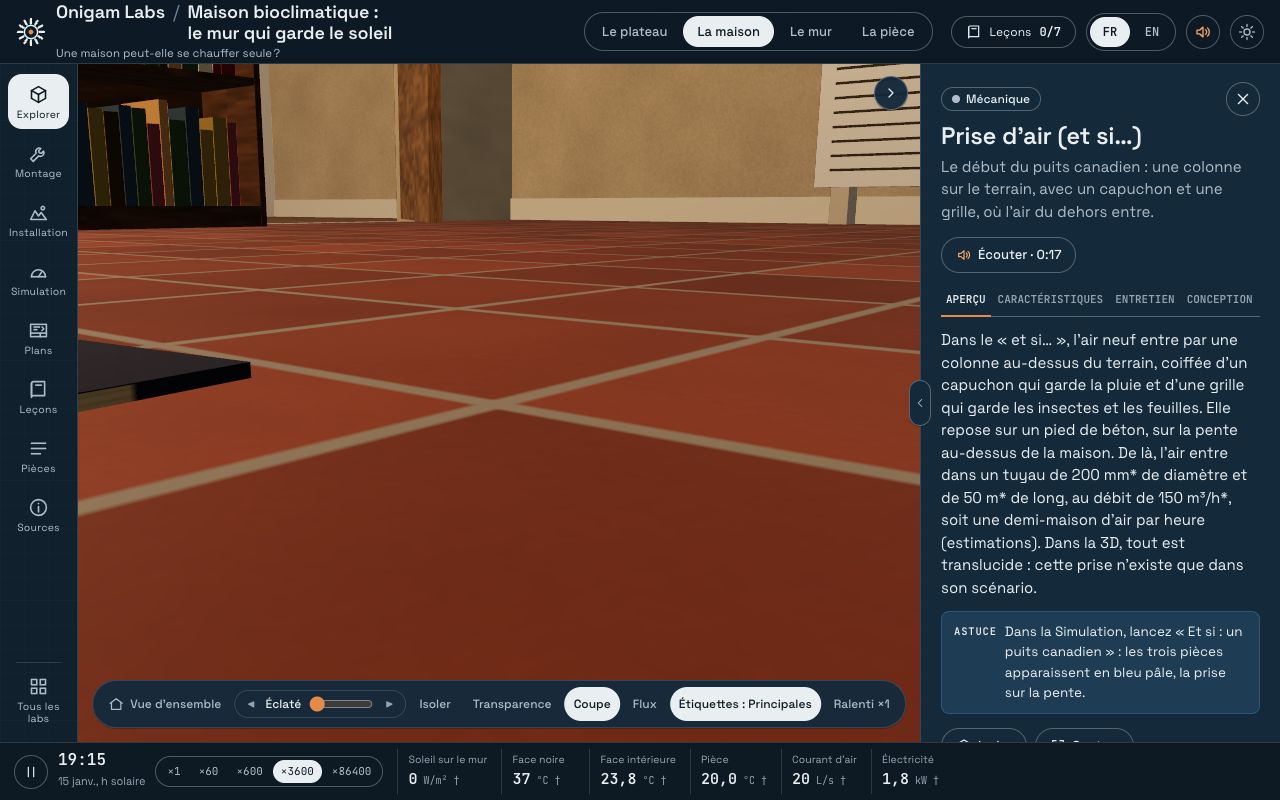 Onigam Labs / Maison bioclimatique :
le mur qui garde le soleil
Une maison peut-elle se chauffer seule ?
Le plateau
La maison
Le mur
La pièce
Leçons 0/7
FR
EN
Explorer
Montage
Installation
Simulation
Plans
Leçons
Pièces
Sources
Tous les
labs
Mécanique
Prise d'air (et si…)
Le début du puits canadien : une colonne
sur le terrain, avec un capuchon et une
grille, où l'air du dehors entre.
Écouter · 0:17
APERÇU
CARACTÉRISTIQUES
ENTRETIEN
CONCEPTION
Dans le « et si… », l'air neuf entre par une
colonne au-dessus du terrain, coiffée d'un
capuchon qui garde la pluie et d'une grille
qui garde les insectes et les feuilles. Elle
repose sur un pied de béton, sur la pente
au-dessus de la maison. De là, l'air entre
dans un tuyau de 200 mm* de diamètre et
de 50 m* de long, au débit de 150 m³/h*,
soit une demi-maison d'air par heure
(estimations). Dans la 3D, tout est
translucide : cette prise n'existe que dans
son scénario.
ASTUCE Dans la Simulation, lancez « Et si : un
puits canadien » : les trois pièces
apparaissent en bleu pâle, la prise
sur la pente.
Vue d'ensemble
Éclaté
Isoler
Transparence
Coupe
Flux
Étiquettes : Principales
Ralenti ×1
19:15
15 janv., h solaire
×1
×60
×600
×3600
×86400
Soleil sur le mur
0 W/m² †
Face noire
37 °C †
Face intérieure
23,8 °C †
Pièce
20,0 °C †
Courant d'air
20 L/s †
Électricité
1,8 kW †